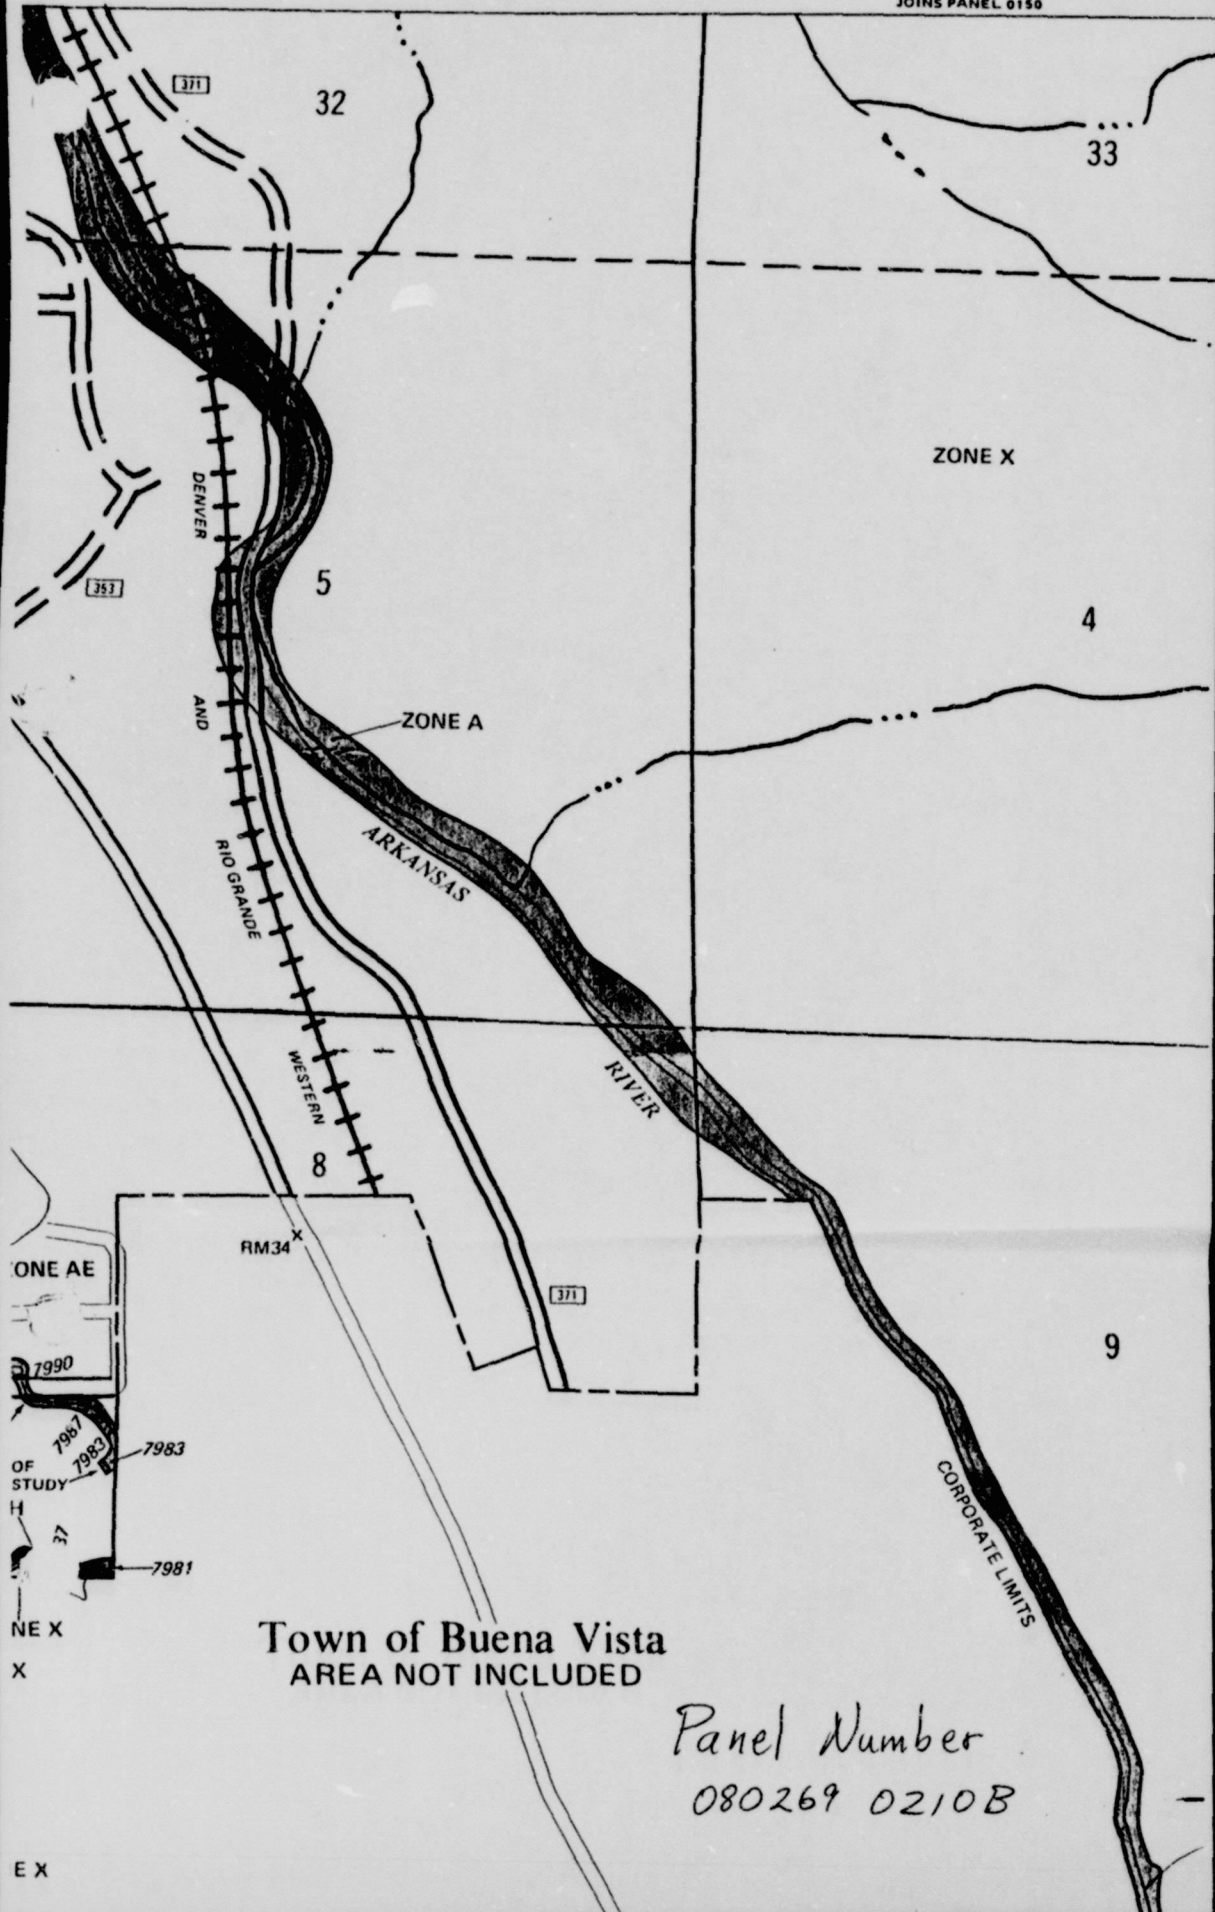 JOINS PANEL 0150
371
32
33
ZONE X
DENVER
353
5
4
AND
ZONE A
ARKANSAS
RIO GRANDE
WESTERN
RIVER
8
RM34
ONE AE
371
9
7990
7987
7983
7983
OF
STUDY
H
37
7981
CORPORATE LIMITS
NE X
X
Town of Buena Vista
AREA NOT INCLUDED
Panel Number
080269 0210B
E X